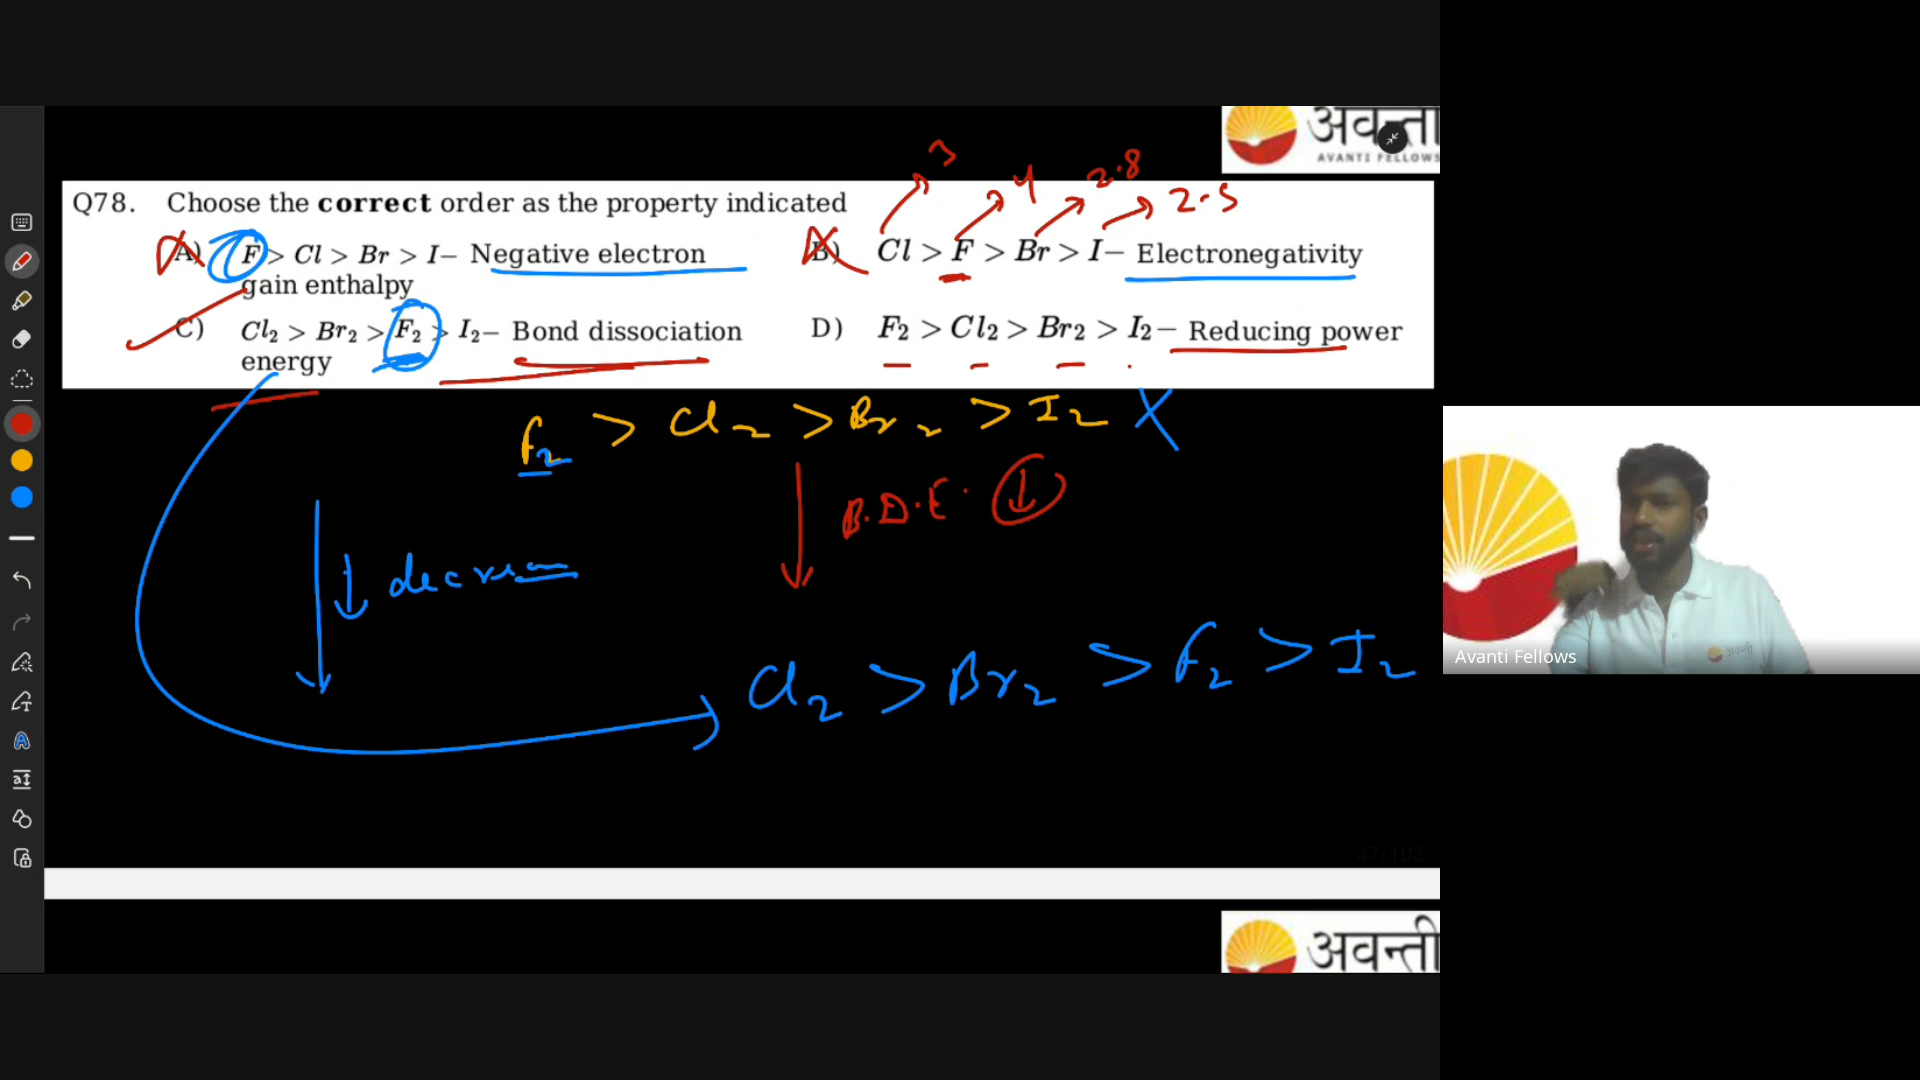 अवन्ती
AVANTI FELLOWS
3
4
2.8
2.5
Q78. Choose the correct order as the property indicated
A) F > Cl > Br > I– Negative electron gain enthalpy
B) Cl > F > Br > I– Electronegativity
C) Cl₂ > Br₂ > F₂ > I₂– Bond dissociation energy
D) F₂ > Cl₂ > Br₂ > I₂– Reducing power
F₂ > Cl₂ > Br₂ > I₂ X
B.D.E. ↓
↓
Cl₂ > Br₂ > F₂ > I₂
Avanti Fellows
47/103
अवन्ती